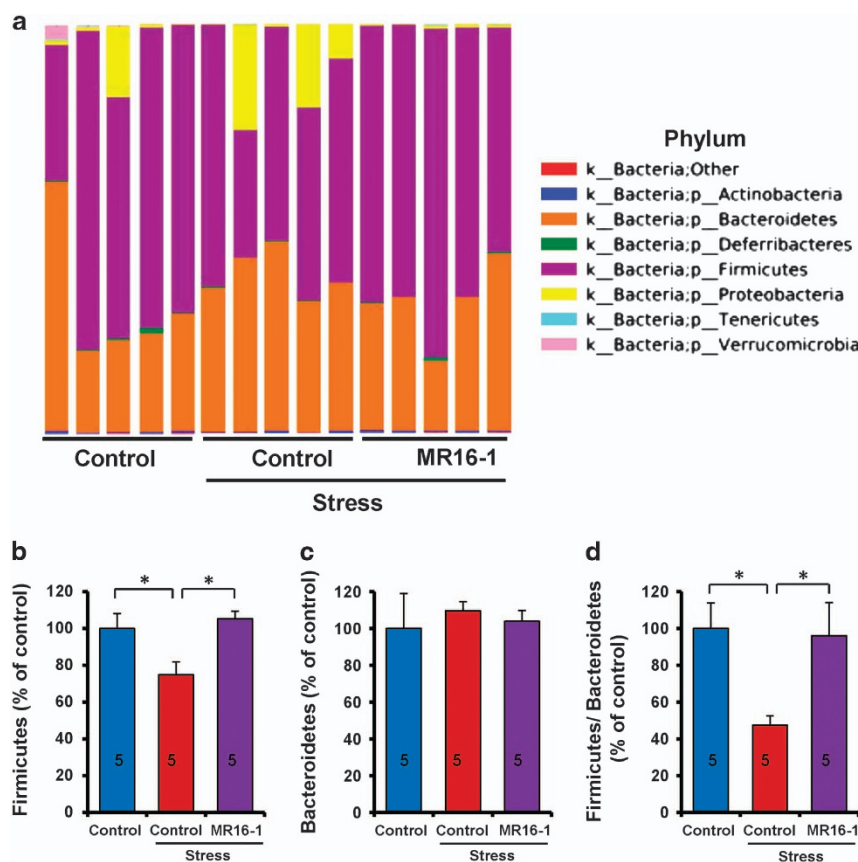 a
Phylum
k__Bacteria;Other
k__Bacteria;p__Actinobacteria
k__Bacteria;p__Bacteroidetes
k__Bacteria;p__Deferribacteres
k__Bacteria;p__Firmicutes
k__Bacteria;p__Proteobacteria
k__Bacteria;p__Tenericutes
k__Bacteria;p__Verrucomicrobia
Control Control MR16-1
Stress
b
Firmicutes (% of control)
120
100
80
60
40
20
0
* *
5 5 5
Control Control MR16-1
Stress
c
Bacteroidetes (% of control)
120
100
80
60
40
20
0
5 5 5
Control Control MR16-1
Stress
d
Firmicutes/ Bacteroidetes
(% of control)
120
100
80
60
40
20
0
* *
5 5 5
Control Control MR16-1
Stress